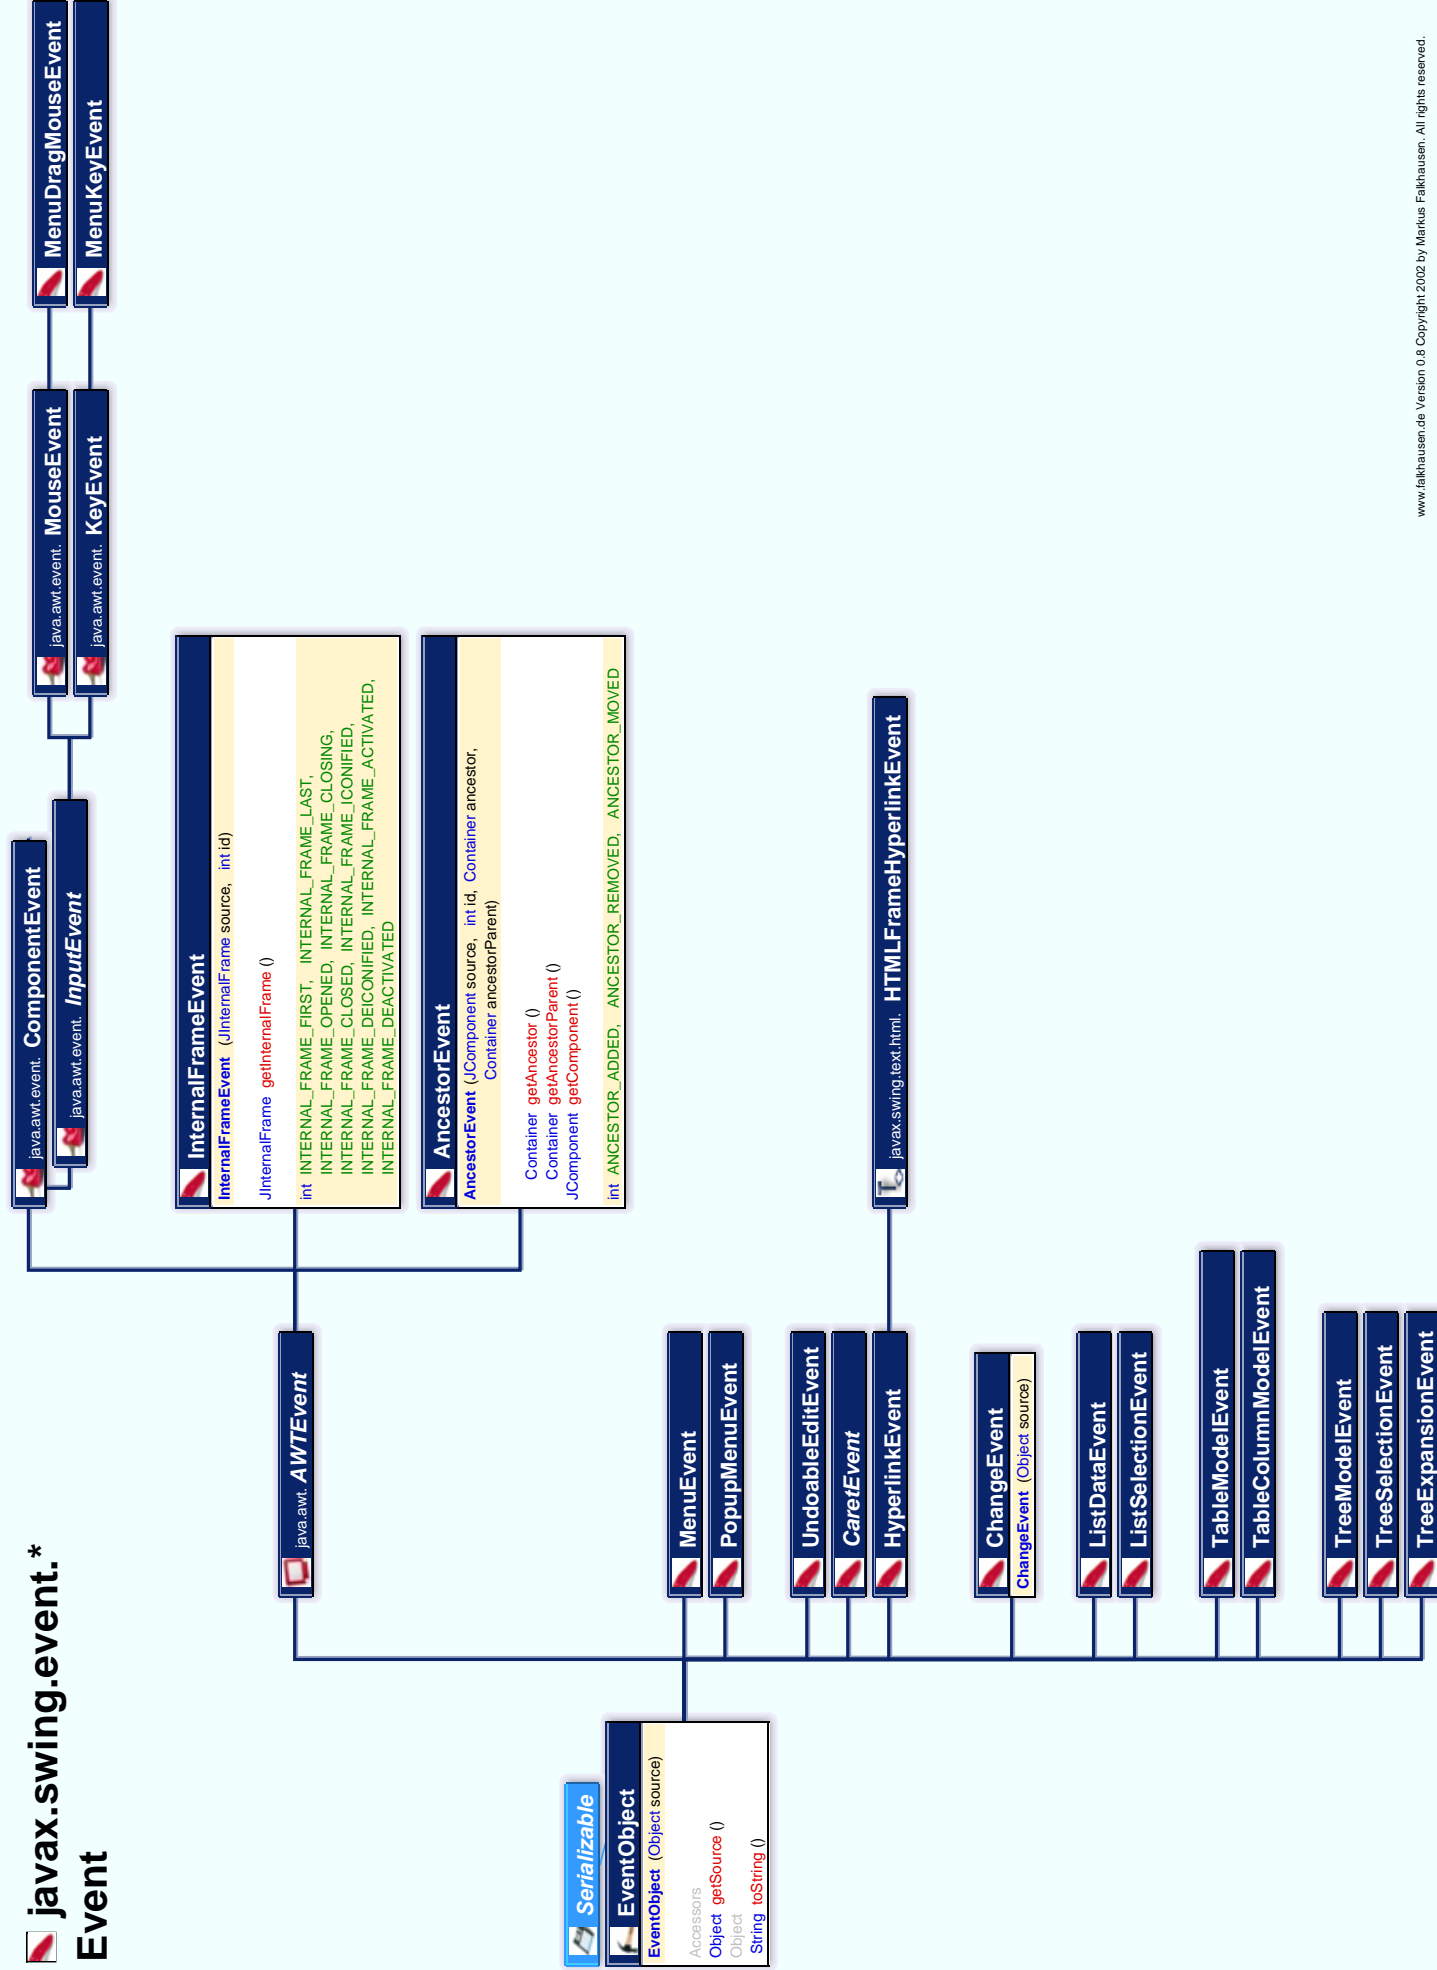 javax.swing.event.*
Event
Serializable
EventObject
EventObject (Object source)
Accessors
Object getSource ()
Object
String toString ()
java.awt. AWTEvent
MenuEvent
PopupMenuEvent
UndoableEditEvent
CaretEvent
HyperlinkEvent
ChangeEvent
ChangeEvent (Object source)
ListDataEvent
ListSelectionEvent
TableModelEvent
TableColumnModelEvent
TreeModelEvent
TreeSelectionEvent
TreeExpansionEvent
java.awt.event. ComponentEvent
java.awt.event. InputEvent
InternalFrameEvent
InternalFrameEvent (JInternalFrame source, int id)
JInternalFrame getInternalFrame ()
int INTERNAL_FRAME_FIRST, INTERNAL_FRAME_LAST,
INTERNAL_FRAME_OPENED, INTERNAL_FRAME_CLOSING,
INTERNAL_FRAME_CLOSED, INTERNAL_FRAME_ICONIFIED,
INTERNAL_FRAME_DEICONIFIED, INTERNAL_FRAME_ACTIVATED,
INTERNAL_FRAME_DEACTIVATED
AncestorEvent
AncestorEvent (JComponent source, int id, Container ancestor,
Container ancestorParent)
Container getAncestor ()
Container getAncestorParent ()
JComponent getComponent ()
int ANCESTOR_ADDED, ANCESTOR_REMOVED, ANCESTOR_MOVED
javax.swing.text.html. HTMLFrameHyperlinkEvent
java.awt.event. MouseEvent
java.awt.event. KeyEvent
MenuDragMouseEvent
MenuKeyEvent
www.falkhausen.de Version 0.8 Copyright 2002 by Markus Falkhausen. All rights reserved.